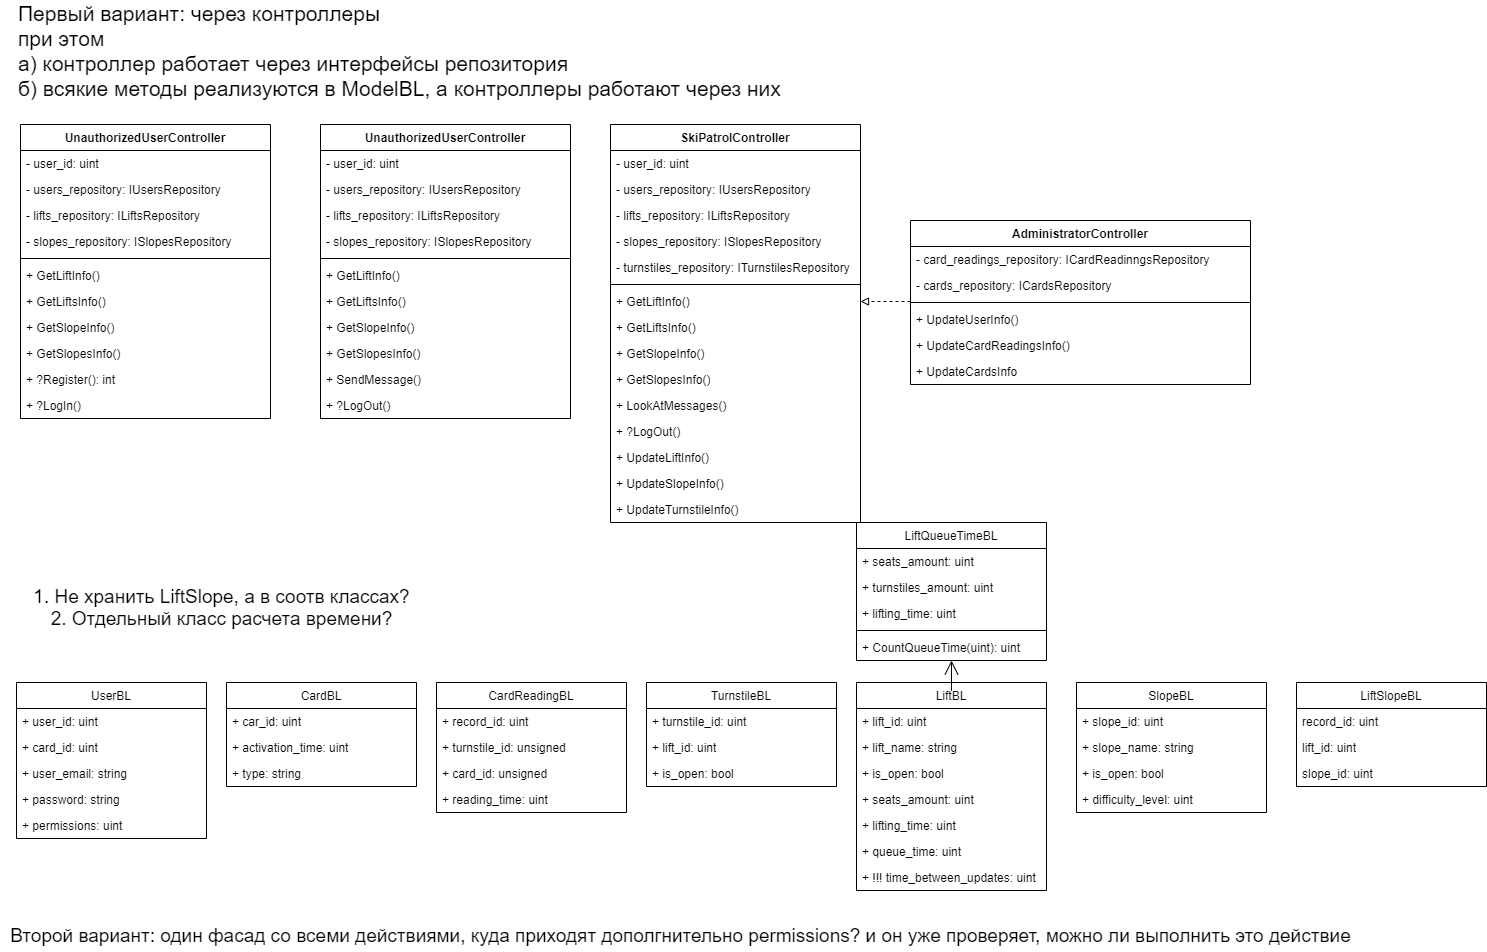 Первый вариант: через контроллеры
при этом
а) контроллер работает через интерфейсы репозитория
б) всякие методы реализуются в ModelBL, а контроллеры работают через них
UnauthorizedUserController
- user_id: uint
- users_repository: IUsersRepository
- lifts_repository: ILiftsRepository
- slopes_repository: ISlopesRepository
+ GetLiftInfo()
+ GetLiftsInfo()
+ GetSlopeInfo()
+ GetSlopesInfo()
+ ?Register(): int
+ ?LogIn()
UnauthorizedUserController
- user_id: uint
- users_repository: IUsersRepository
- lifts_repository: ILiftsRepository
- slopes_repository: ISlopesRepository
+ GetLiftInfo()
+ GetLiftsInfo()
+ GetSlopeInfo()
+ GetSlopesInfo()
+ SendMessage()
+ ?LogOut()
SkiPatrolController
- user_id: uint
- users_repository: IUsersRepository
- lifts_repository: ILiftsRepository
- slopes_repository: ISlopesRepository
- turnstiles_repository: ITurnstilesRepository
+ GetLiftInfo()
+ GetLiftsInfo()
+ GetSlopeInfo()
+ GetSlopesInfo()
+ LookAtMessages()
+ ?LogOut()
+ UpdateLiftInfo()
+ UpdateSlopeInfo()
+ UpdateTurnstileInfo()
AdministratorController
- card_readings_repository: ICardReadinngsRepository
- cards_repository: ICardsRepository
+ UpdateUserInfo()
+ UpdateCardReadingsInfo()
+ UpdateCardsInfo
LiftQueueTimeBL
+ seats_amount: uint
+ turnstiles_amount: uint
+ lifting_time: uint
+ CountQueueTime(uint): uint
1. Не хранить LiftSlope, а в соотв классах?
2. Отдельный класс расчета времени?
UserBL
+ user_id: uint
+ card_id: uint
+ user_email: string
+ password: string
+ permissions: uint
CardBL
+ car_id: uint
+ activation_time: uint
+ type: string
CardReadingBL
+ record_id: uint
+ turnstile_id: unsigned
+ card_id: unsigned
+ reading_time: uint
TurnstileBL
+ turnstile_id: uint
+ lift_id: uint
+ is_open: bool
LiftBL
+ lift_id: uint
+ lift_name: string
+ is_open: bool
+ seats_amount: uint
+ lifting_time: uint
+ queue_time: uint
+ !!! time_between_updates: uint
SlopeBL
+ slope_id: uint
+ slope_name: string
+ is_open: bool
+ difficulty_level: uint
LiftSlopeBL
record_id: uint
lift_id: uint
slope_id: uint
Второй вариант: один фасад со всеми действиями, куда приходят дополгнительно permissions? и он уже проверяет, можно ли выполнить это действие